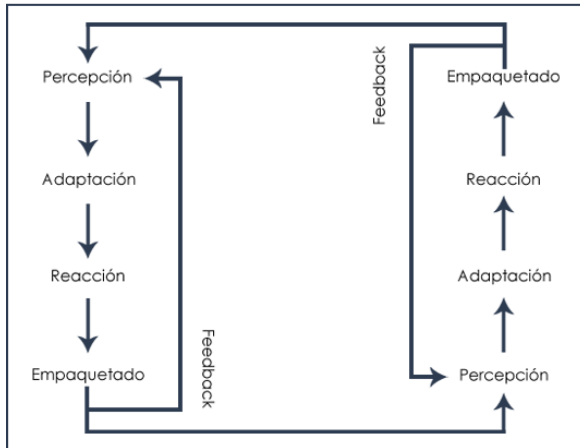 Percepción
Adaptación
Reacción
Empaquetado
Feedback
Feedback
Empaquetado
Reacción
Adaptación
Percepción